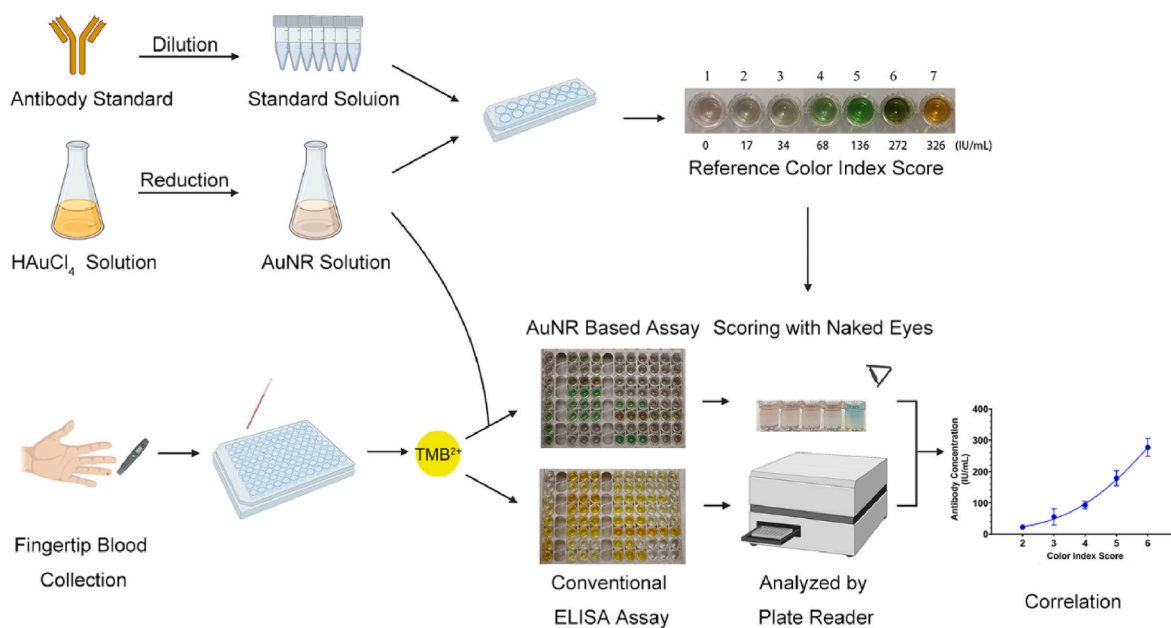 Antibody Standard
Dilution
Standard Soluion
HAuCl₄ Solution
Reduction
AuNR Solution
1 2 3 4 5 6 7
0 17 34 68 136 272 326 (IU/mL)
Reference Color Index Score
Fingertip Blood
Collection
TMB²⁺
AuNR Based Assay
Scoring with Naked Eyes
Conventional
ELISA Assay
Analyzed by
Plate Reader
Antibody Concentration
(IU/mL)
400
300
200
100
0
2 3 4 5 6
Color Index Score
Correlation